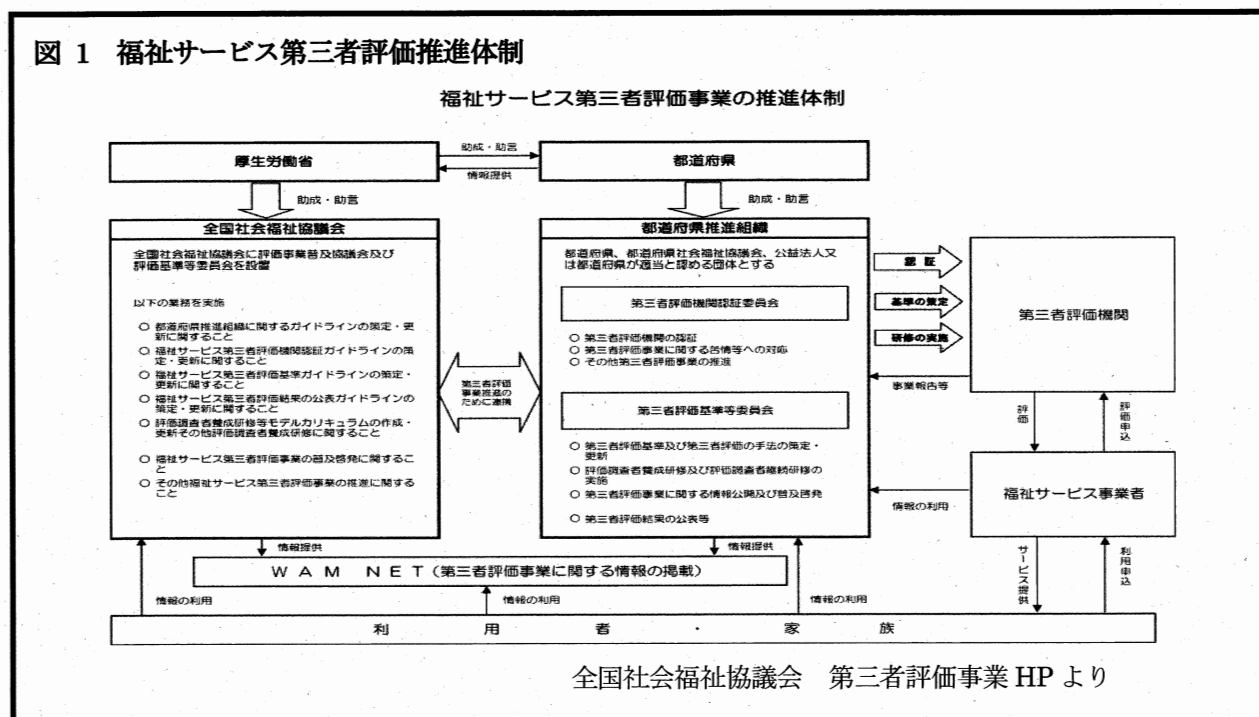 図 1 福祉サービス第三者評価推進体制
福祉サービス第三者評価事業の推進体制
厚生労働省
助成・助言
情報提供
都道府県
助成・助言
助成・助言
全国社会福祉協議会
全国社会福祉協議会に評価事業普及協議会及び
評価基準等委員会を設置
以下の業務を実施
○ 都道府県推進組織に関するガイドラインの策定・更
新に関すること
○ 福祉サービス第三者評価機関認証ガイドラインの策
定・更新に関すること
○ 福祉サービス第三者評価基準ガイドラインの策定・
更新に関すること
○ 福祉サービス第三者評価結果の公表ガイドラインの
策定・更新に関すること
○ 評価調査者養成研修等モデルカリキュラムの作成・
更新その他評価調査者養成研修に関すること
○ 福祉サービス第三者評価事業の普及啓発に関するこ
と
○ その他福祉サービス第三者評価事業の推進に関する
こと
第三者評価
事業推進の
ために連携
都道府県推進組織
都道府県、都道府県社会福祉協議会、公益法人又
は都道府県が適当と認める団体とする
第三者評価機関認証委員会
○ 第三者評価機関の認証
○ 第三者評価事業に関する苦情等への対応
○ その他第三者評価事業の推進
第三者評価基準等委員会
○ 第三者評価基準及び第三者評価の手法の策定・
更新
○ 評価調査者養成研修及び評価調査者継続研修の
実施
○ 第三者評価事業に関する情報公開及び普及啓発
○ 第三者評価結果の公表等
認証
基準の策定
研修の実施
事業報告等
第三者評価機関
評価
評価申込
福祉サービス事業者
情報の利用
サービス提供
利用申込
情報提供
情報提供
WAM NET(第三者評価事業に関する情報の掲載)
情報の利用
情報の利用
情報の利用
利用者・家族
全国社会福祉協議会 第三者評価事業 HP より